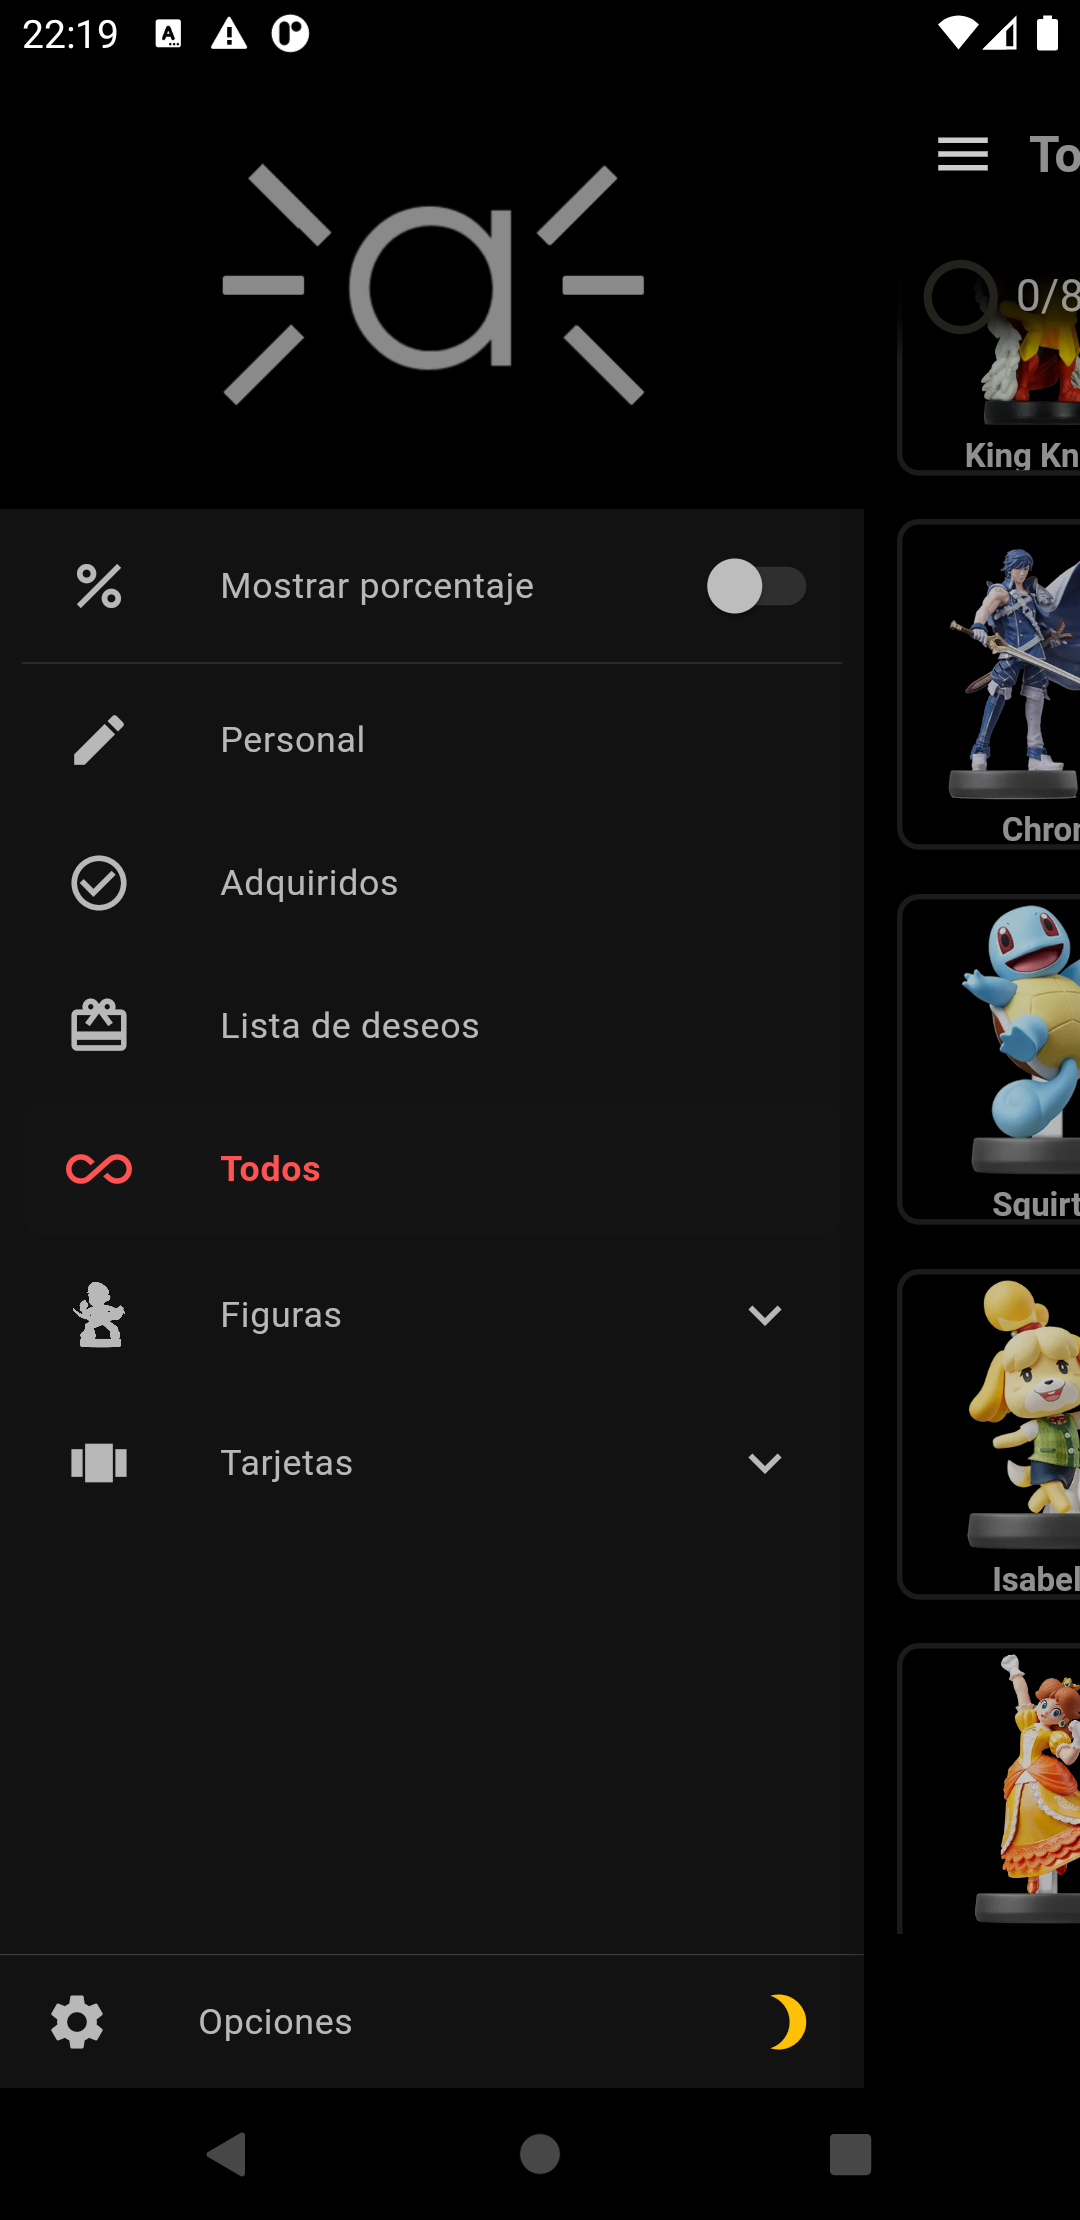 22:19
To
0/8
King Kn
Mostrar porcentaje
Chro
Personal
Adquiridos
Lista de deseos
Squirt
Todos
Figuras
Isabel
Tarjetas
Opciones